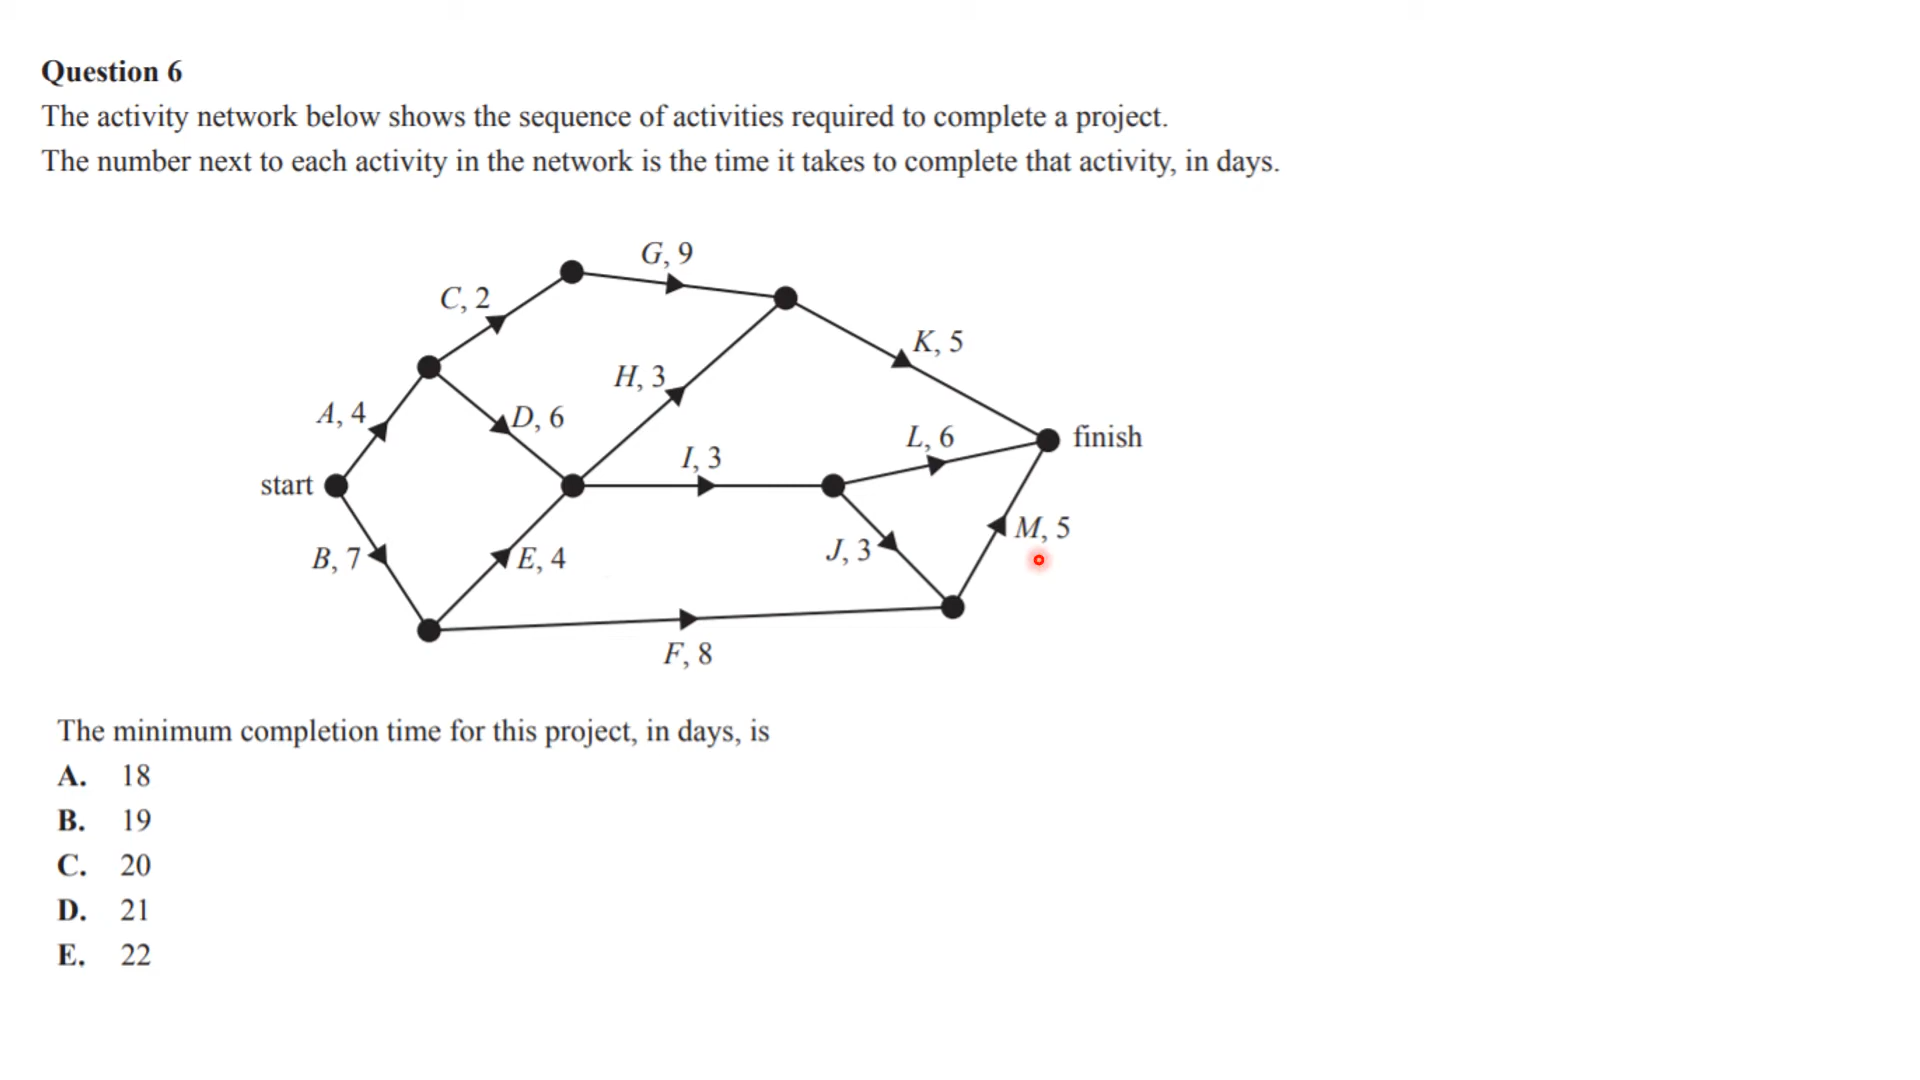 Question 6
The activity network below shows the sequence of activities required to complete a project.
The number next to each activity in the network is the time it takes to complete that activity, in days.
G, 9
C, 2
K, 5
H, 3
A, 4
D, 6
L, 6
finish
I, 3
start
M, 5
J, 3
B, 7
E, 4
F, 8
The minimum completion time for this project, in days, is
A. 18
B. 19
C. 20
D. 21
E. 22